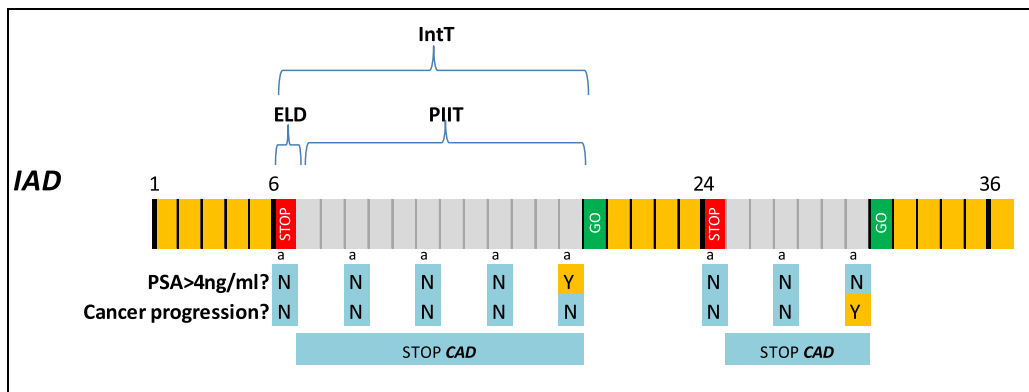 IntT
ELD PIIT
IAD
1 6 24 36
STOP GO STOP GO
a a a a a a a a
PSA>4ng/ml? N N N N Y N N N
Cancer progression? N N N N N N N Y
STOP CAD STOP CAD